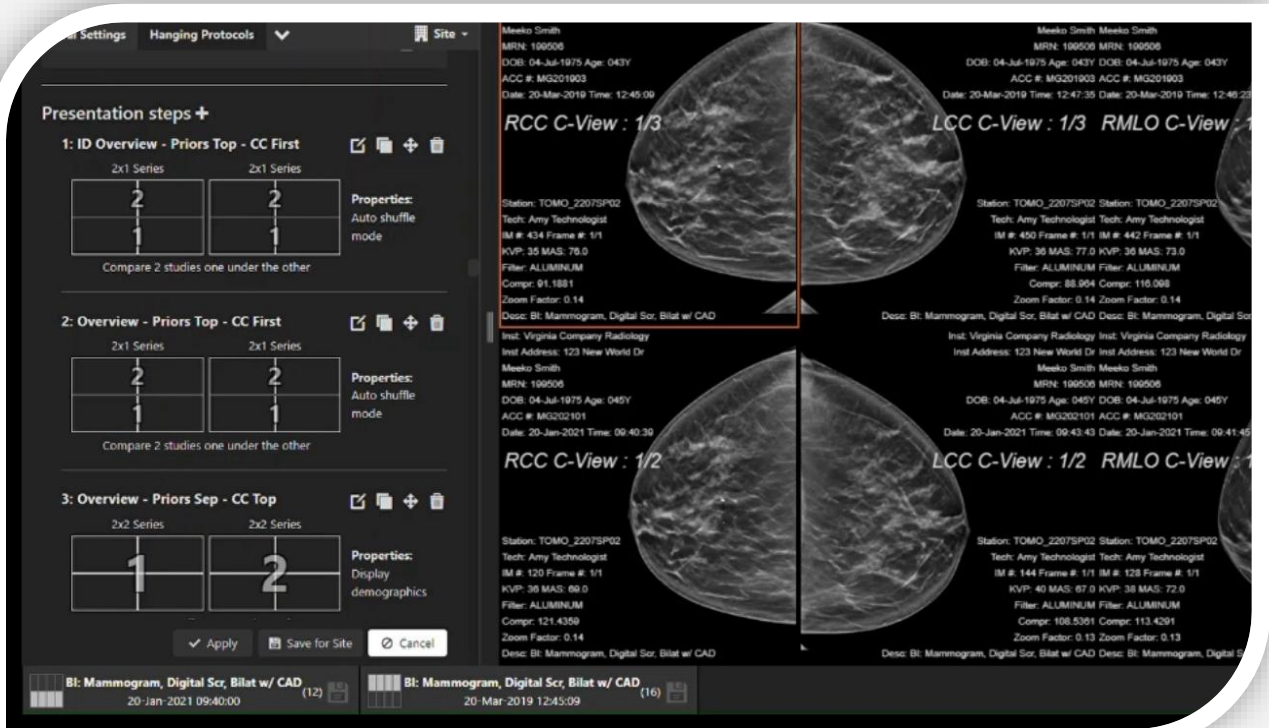 Settings
Hanging Protocols
Site
Presentation steps
1: ID Overview - Priors Top - CC First
2x1 Series 2x1 Series
2 2
1 1
Properties:
Auto shuffle
mode
Compare 2 studies one under the other
2: Overview - Priors Top - CC First
2x1 Series 2x1 Series
2 2
1 1
Properties:
Auto shuffle
mode
Compare 2 studies one under the other
3: Overview - Priors Sep - CC Top
2x2 Series 2x2 Series
1 2
Properties:
Display
demographics
Apply Save for Site Cancel
Meeko Smith
MRN: 199506
DOB: 04-Jul-1975 Age: 043Y
ACC #: MG201903
Date: 20-Mar-2019 Time: 12:45:09
RCC C-View : 1/3
Station: TOMO_2207SP02
Tech: Amy Technologist
IM #: 434 Frame #: 1/1
KVP: 35 MAS: 76.0
Filter: ALUMINUM
Compr: 91.1881
Zoom Factor: 0.14
Desc: BI: Mammogram, Digital Scr, Bilat w/ CAD
Meeko Smith
MRN: 199506
DOB: 04-Jul-1975 Age: 043Y
ACC #: MG201903
Date: 20-Mar-2019 Time: 12:47:35
LCC C-View : 1/3
Station: TOMO_2207SP02
Tech: Amy Technologist
IM #: 450 Frame #: 1/1
KVP: 36 MAS: 77.0
Filter: ALUMINUM
Compr: 88.964
Zoom Factor: 0.14
Desc: BI: Mammogram, Digital Scr, Bilat w/ CAD
Meeko Smith
MRN: 199506
DOB: 04-Jul-1975 Age: 043Y
ACC #: MG201903
Date: 20-Mar-2019 Time: 12:46:23
RMLO C-View :
Station: TOMO_2207SP02
Tech: Amy Technologist
IM #: 442 Frame #: 1/1
KVP: 36 MAS: 73.0
Filter: ALUMINUM
Compr: 116.098
Zoom Factor: 0.14
Desc: BI: Mammogram, Digital Scr
Inst: Virginia Company Radiology
Inst Address: 123 New World Dr
Meeko Smith
MRN: 199506
DOB: 04-Jul-1975 Age: 045Y
ACC #: MG202101
Date: 20-Jan-2021 Time: 09:40:39
RCC C-View : 1/2
Station: TOMO_2207SP02
Tech: Amy Technologist
IM #: 120 Frame #: 1/1
KVP: 36 MAS: 69.0
Filter: ALUMINUM
Compr: 121.4359
Zoom Factor: 0.14
Desc: BI: Mammogram, Digital Scr, Bilat w/ CAD
Inst: Virginia Company Radiology
Inst Address: 123 New World Dr
Meeko Smith
MRN: 199506
DOB: 04-Jul-1975 Age: 045Y
ACC #: MG202101
Date: 20-Jan-2021 Time: 09:43:43
LCC C-View : 1/2
Station: TOMO_2207SP02
Tech: Amy Technologist
IM #: 144 Frame #: 1/1
KVP: 40 MAS: 67.0
Filter: ALUMINUM
Compr: 108.5361
Zoom Factor: 0.13
Desc: BI: Mammogram, Digital Scr, Bilat w/ CAD
Inst: Virginia Company Radiology
Inst Address: 123 New World Dr
Meeko Smith
MRN: 199506
DOB: 04-Jul-1975 Age: 045Y
ACC #: MG202101
Date: 20-Jan-2021 Time: 09:41:45
RMLO C-View :
Station: TOMO_2207SP02
Tech: Amy Technologist
IM #: 128 Frame #: 1/1
KVP: 38 MAS: 72.0
Filter: ALUMINUM
Compr: 113.4291
Zoom Factor: 0.13
Desc: BI: Mammogram, Digital
BI: Mammogram, Digital Scr, Bilat w/ CAD (12)
20-Jan-2021 09:40:00
BI: Mammogram, Digital Scr, Bilat w/ CAD (16)
20-Mar-2019 12:45:09